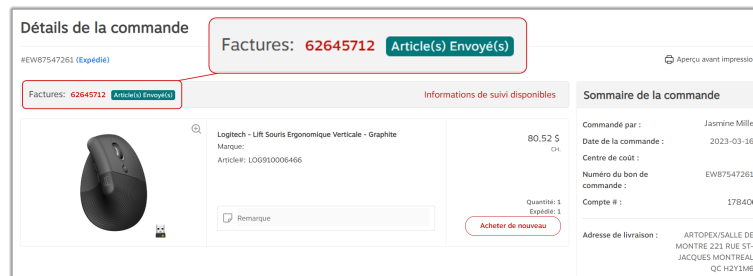 Détails de la commande
Factures: 62645712 Article(s) Envoyé(s)
#EW87547261 (Expédié)
Aperçu avant impressio
Factures: 62645712 Article(s) Envoyé(s)
Informations de suivi disponibles
Sommaire de la commande
Logitech - Lift Souris Ergonomique Verticale - Graphite
Marque:
Article#: LOG910006466
80,52 $
CH.
Remarque
Quantité: 1
Expédié: 1
Acheter de nouveau
Commandé par : Jasmine Mille
Date de la commande : 2023-03-16
Centre de coût :
Numéro du bon de commande : EW87547261
Compte # : 178406
Adresse de livraison : ARTOPEX/SALLE DE
MONTRE 221 RUE ST-
JACQUES MONTREAL
QC H2Y1M6